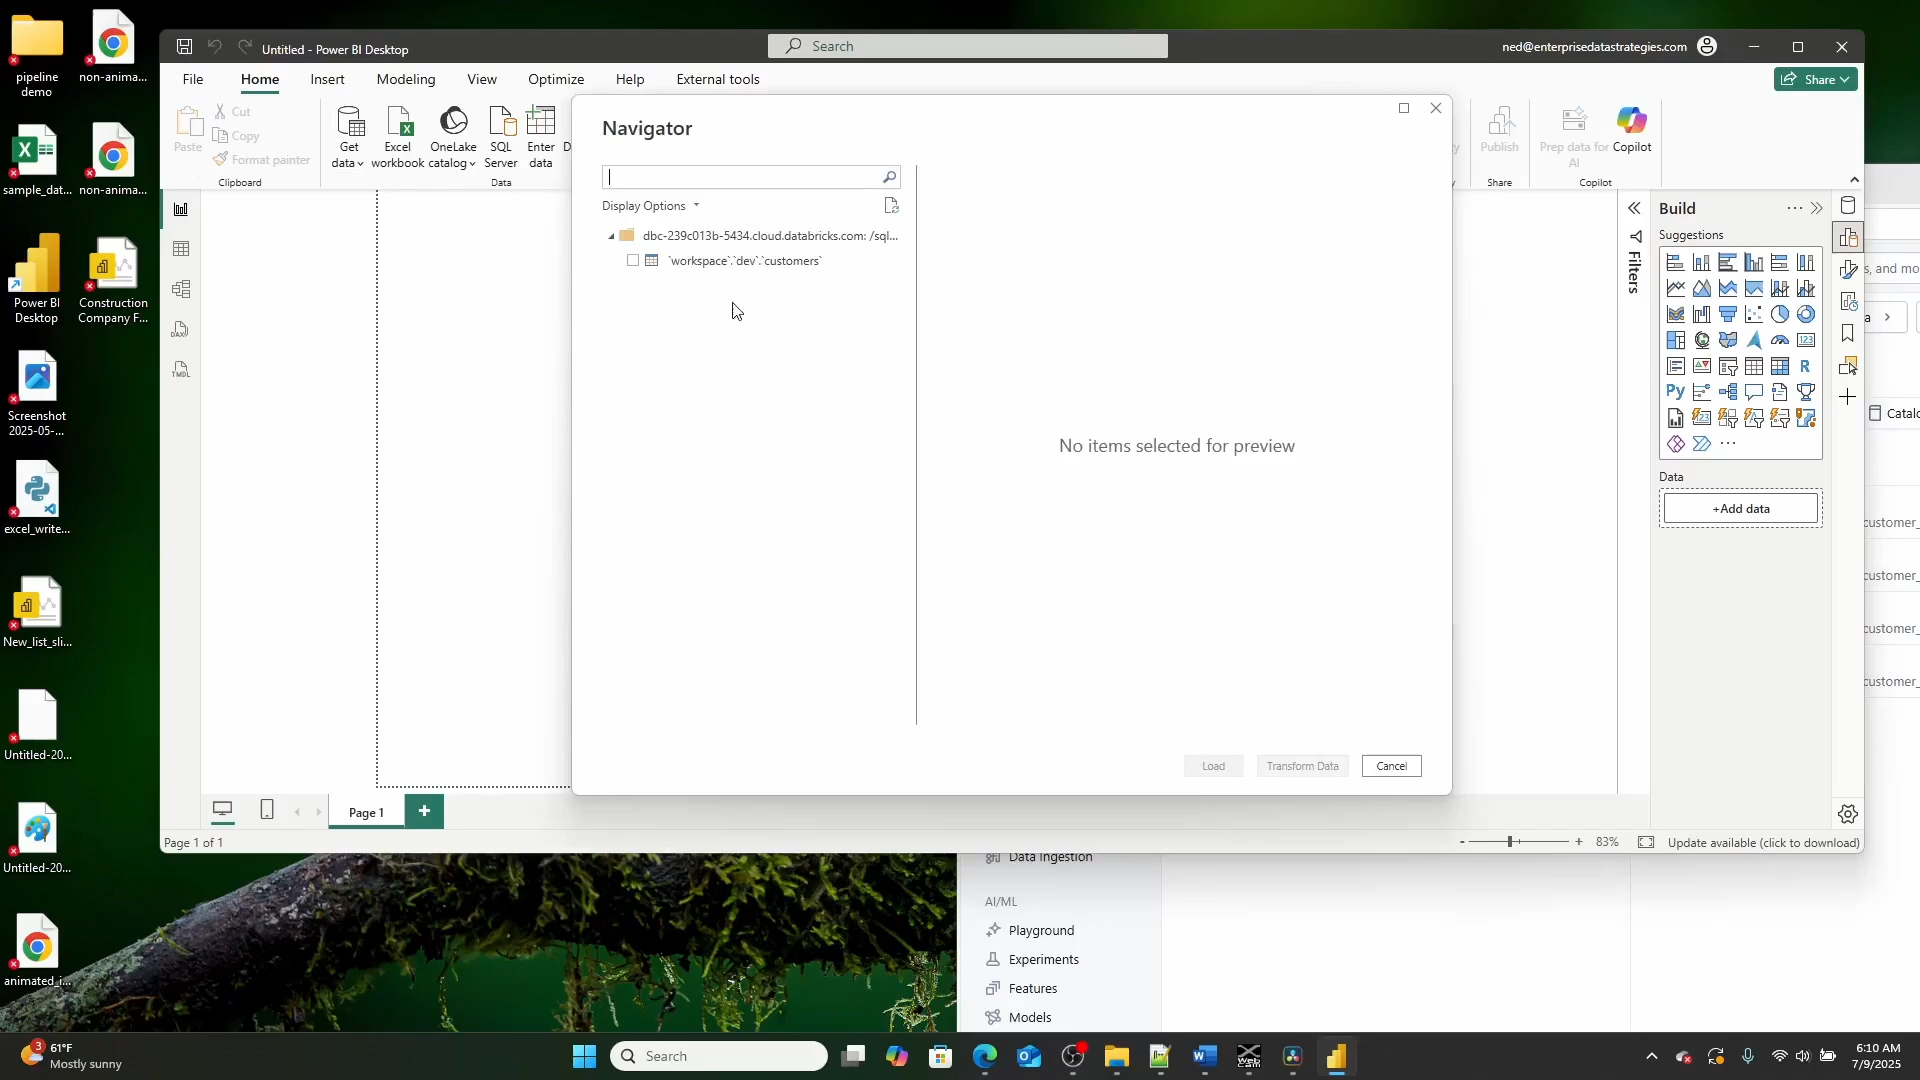 pipeline
demo
non-anima...
sample_dat...
non-anima...
Power BI
Desktop
Construction
Company F...
Screenshot
2025-05-...
excel_write...
New_list_sli...
Untitled-20...
Untitled-20...
animated_i...
Untitled - Power BI Desktop
Search
ned@enterprisedatastrategies.com
File
Home
Insert
Modeling
View
Optimize
Help
External tools
Share
Paste
Cut
Copy
Format painter
Clipboard
Get
data
Excel
workbook
OneLake
catalog
SQL
Server
Enter
data
D
Data
Publish
Share
Prep data for
AI
Copilot
Copilot
Navigator
Display Options
dbc-239c013b-5434.cloud.databricks.com: /sql...
`workspace`.`dev`.`customers`
No items selected for preview
Load
Transform Data
Cancel
Filters
Build
Suggestions
Data
+Add data
DAX
TMDL
Page 1
Page 1 of 1
83%
Update available (click to download)
s, and mo
a
Catalo
customer_
customer_
customer_
customer_
Data Ingestion
AI/ML
Playground
Experiments
Features
Models
3
61°F
Mostly sunny
Search
6:10 AM
7/9/2025